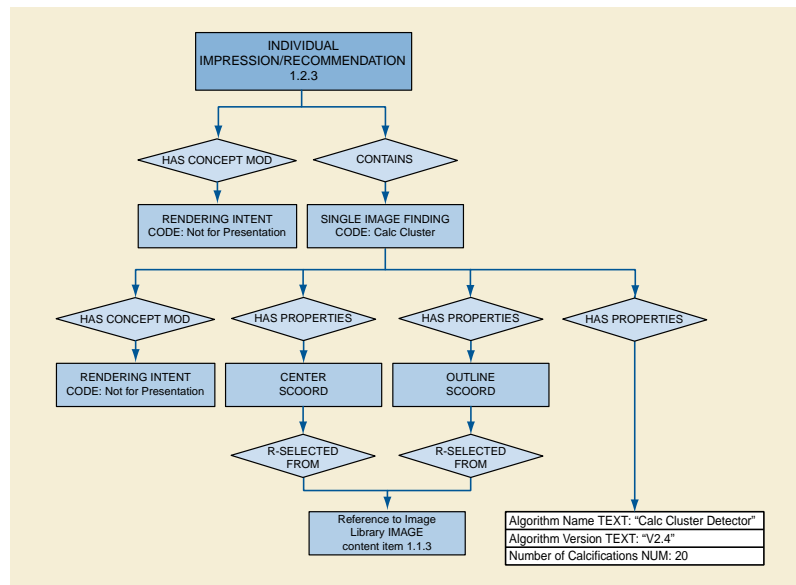 INDIVIDUAL
IMPRESSION/RECOMMENDATION
1.2.3
HAS CONCEPT MOD
CONTAINS
RENDERING INTENT
CODE: Not for Presentation
SINGLE IMAGE FINDING
CODE: Calc Cluster
HAS CONCEPT MOD
HAS PROPERTIES
HAS PROPERTIES
HAS PROPERTIES
RENDERING INTENT
CODE: Not for Presentation
CENTER
SCOORD
OUTLINE
SCOORD
R-SELECTED
FROM
R-SELECTED
FROM
Reference to Image
Library IMAGE
content item 1.1.3
Algorithm Name TEXT: “Calc Cluster Detector”
Algorithm Version TEXT: “V2.4”
Number of Calcifications NUM: 20